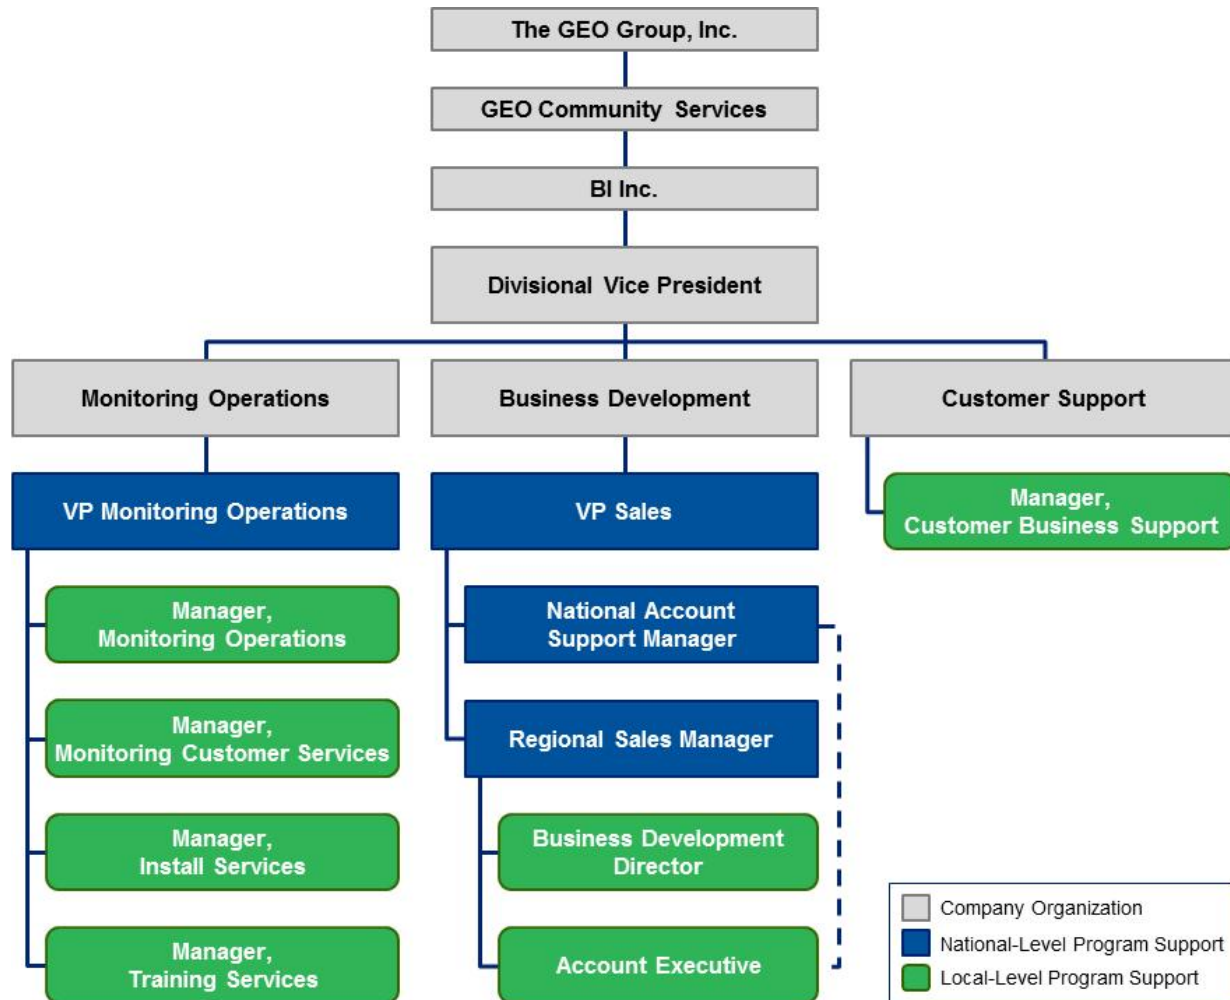 The GEO Group, Inc.
GEO Community Services
BI Inc.
Divisional Vice President
Monitoring Operations
Business Development
Customer Support
VP Monitoring Operations
VP Sales
Manager,
Customer Business Support
Manager,
Monitoring Operations
National Account
Support Manager
Manager,
Monitoring Customer Services
Regional Sales Manager
Manager,
Install Services
Business Development
Director
Manager,
Training Services
Account Executive
Company Organization
National-Level Program Support
Local-Level Program Support